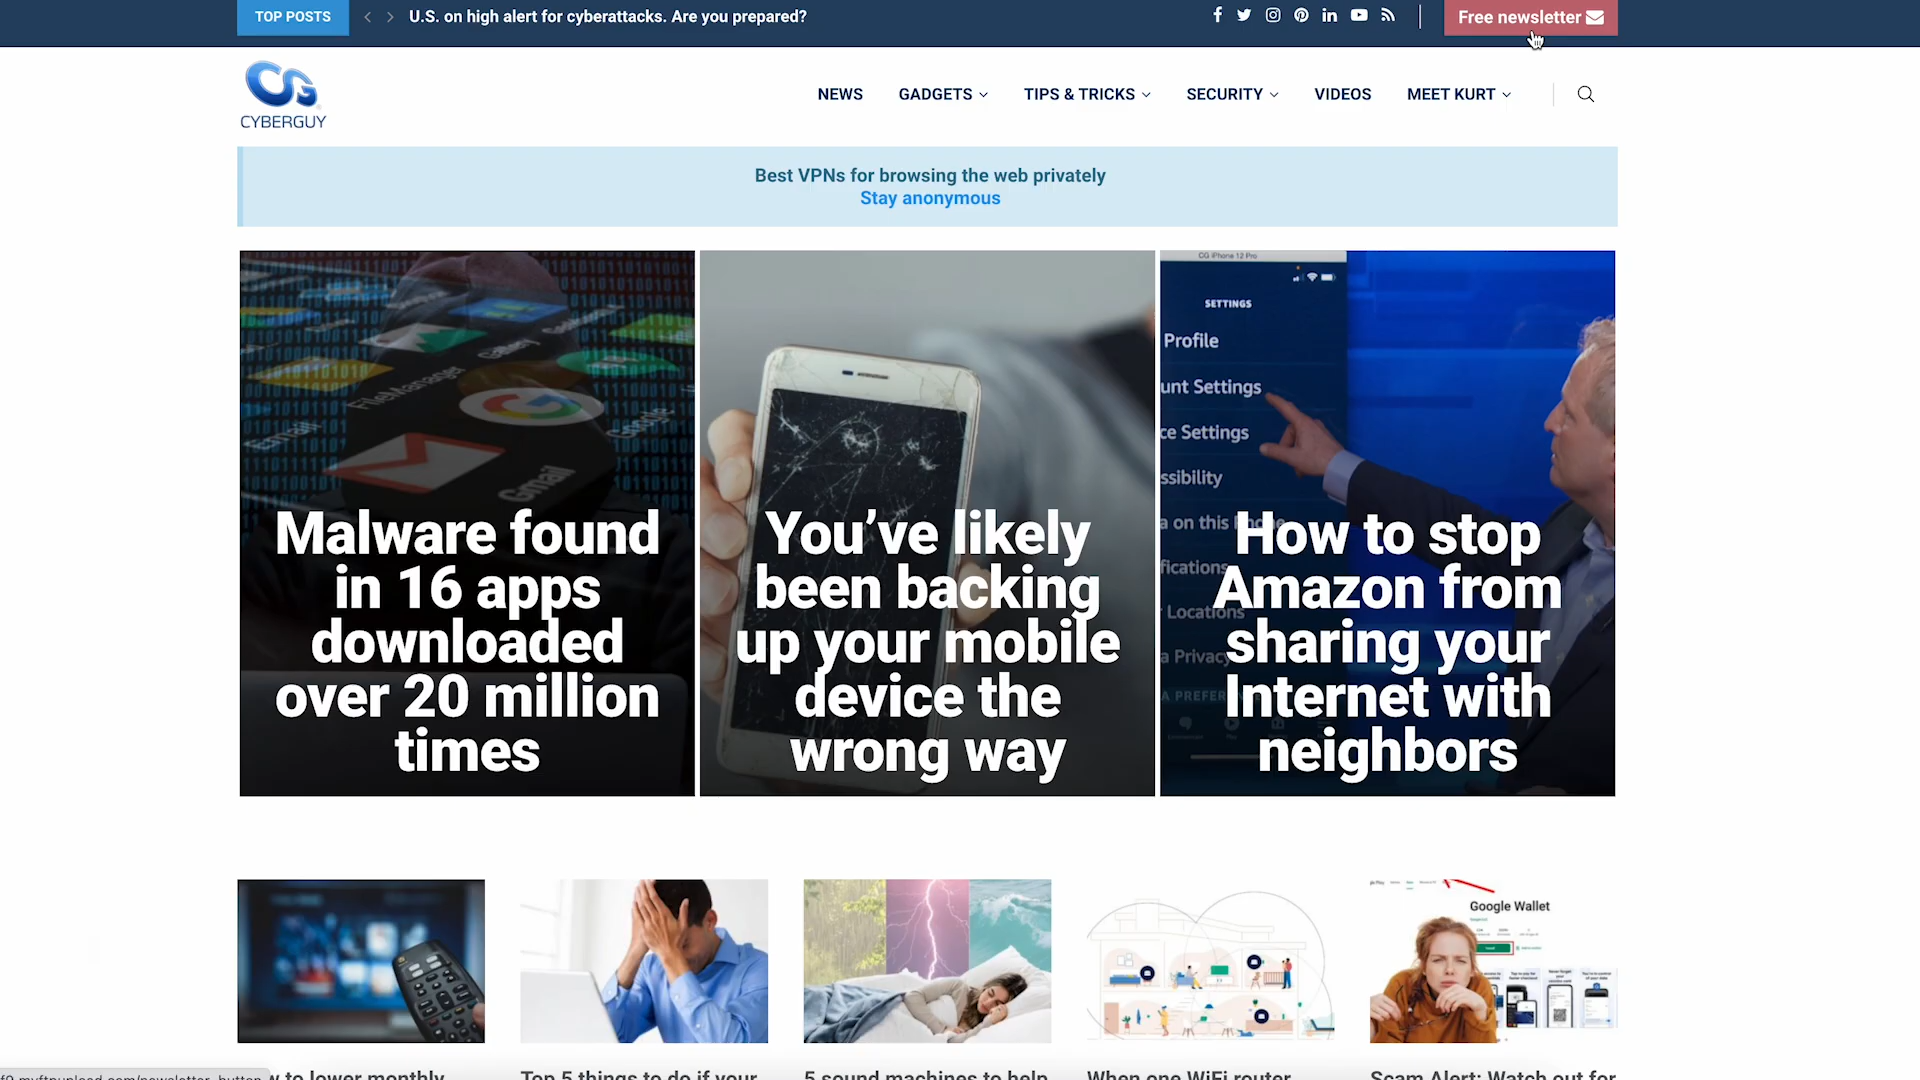 TOP POSTS
U.S. on high alert for cyberattacks. Are you prepared?
Free newsletter
CG
CYBERGUY
NEWS
GADGETS
TIPS & TRICKS
SECURITY
VIDEOS
MEET KURT
Best VPNs for browsing the web privately
Stay anonymous
FileManager
Google
Gmail
Malware found
in 16 apps
downloaded
over 20 million
times
You’ve likely
been backing
up your mobile
device the
wrong way
CG iPhone 12 Pro
SETTINGS
Profile
unt Settings
ce Settings
ssibility
a on this
fications
Locations
a Privacy
A PREFER
How to stop
Amazon from
sharing your
Internet with
neighbors
Google Wallet
w to lower monthly
Top 5 things to do if your
5 sound machines to help
When one WiFi router
Scam Alert: Watch out for